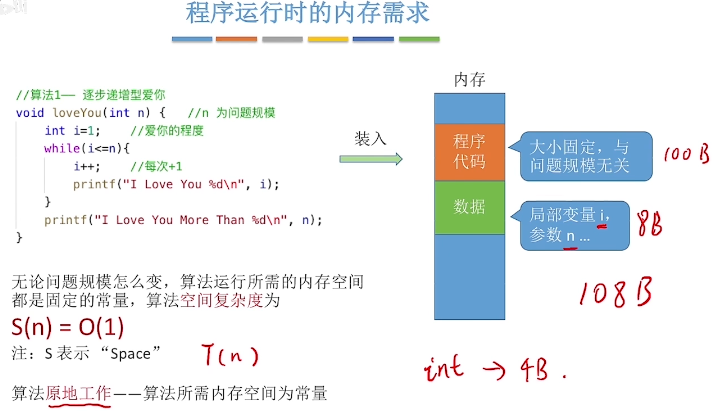 程序运行时的内存需求
//算法1—— 逐步递增型爱你
void loveYou(int n) { //n 为问题规模
int i=1; //爱你的程度
while(i<=n){
i++; //每次+1
printf("I Love You %d\n", i);
}
printf("I Love You More Than %d\n", n);
}
装入
内存
程序
代码
数据
大小固定，与
问题规模无关
100B
局部变量 i，
参数 n ...
8B
108B
无论问题规模怎么变，算法运行所需的内存空间
都是固定的常量，算法空间复杂度为
S(n) = O(1)
注：S 表示 “Space”
T(n)
int → 4B .
算法原地工作——算法所需内存空间为常量